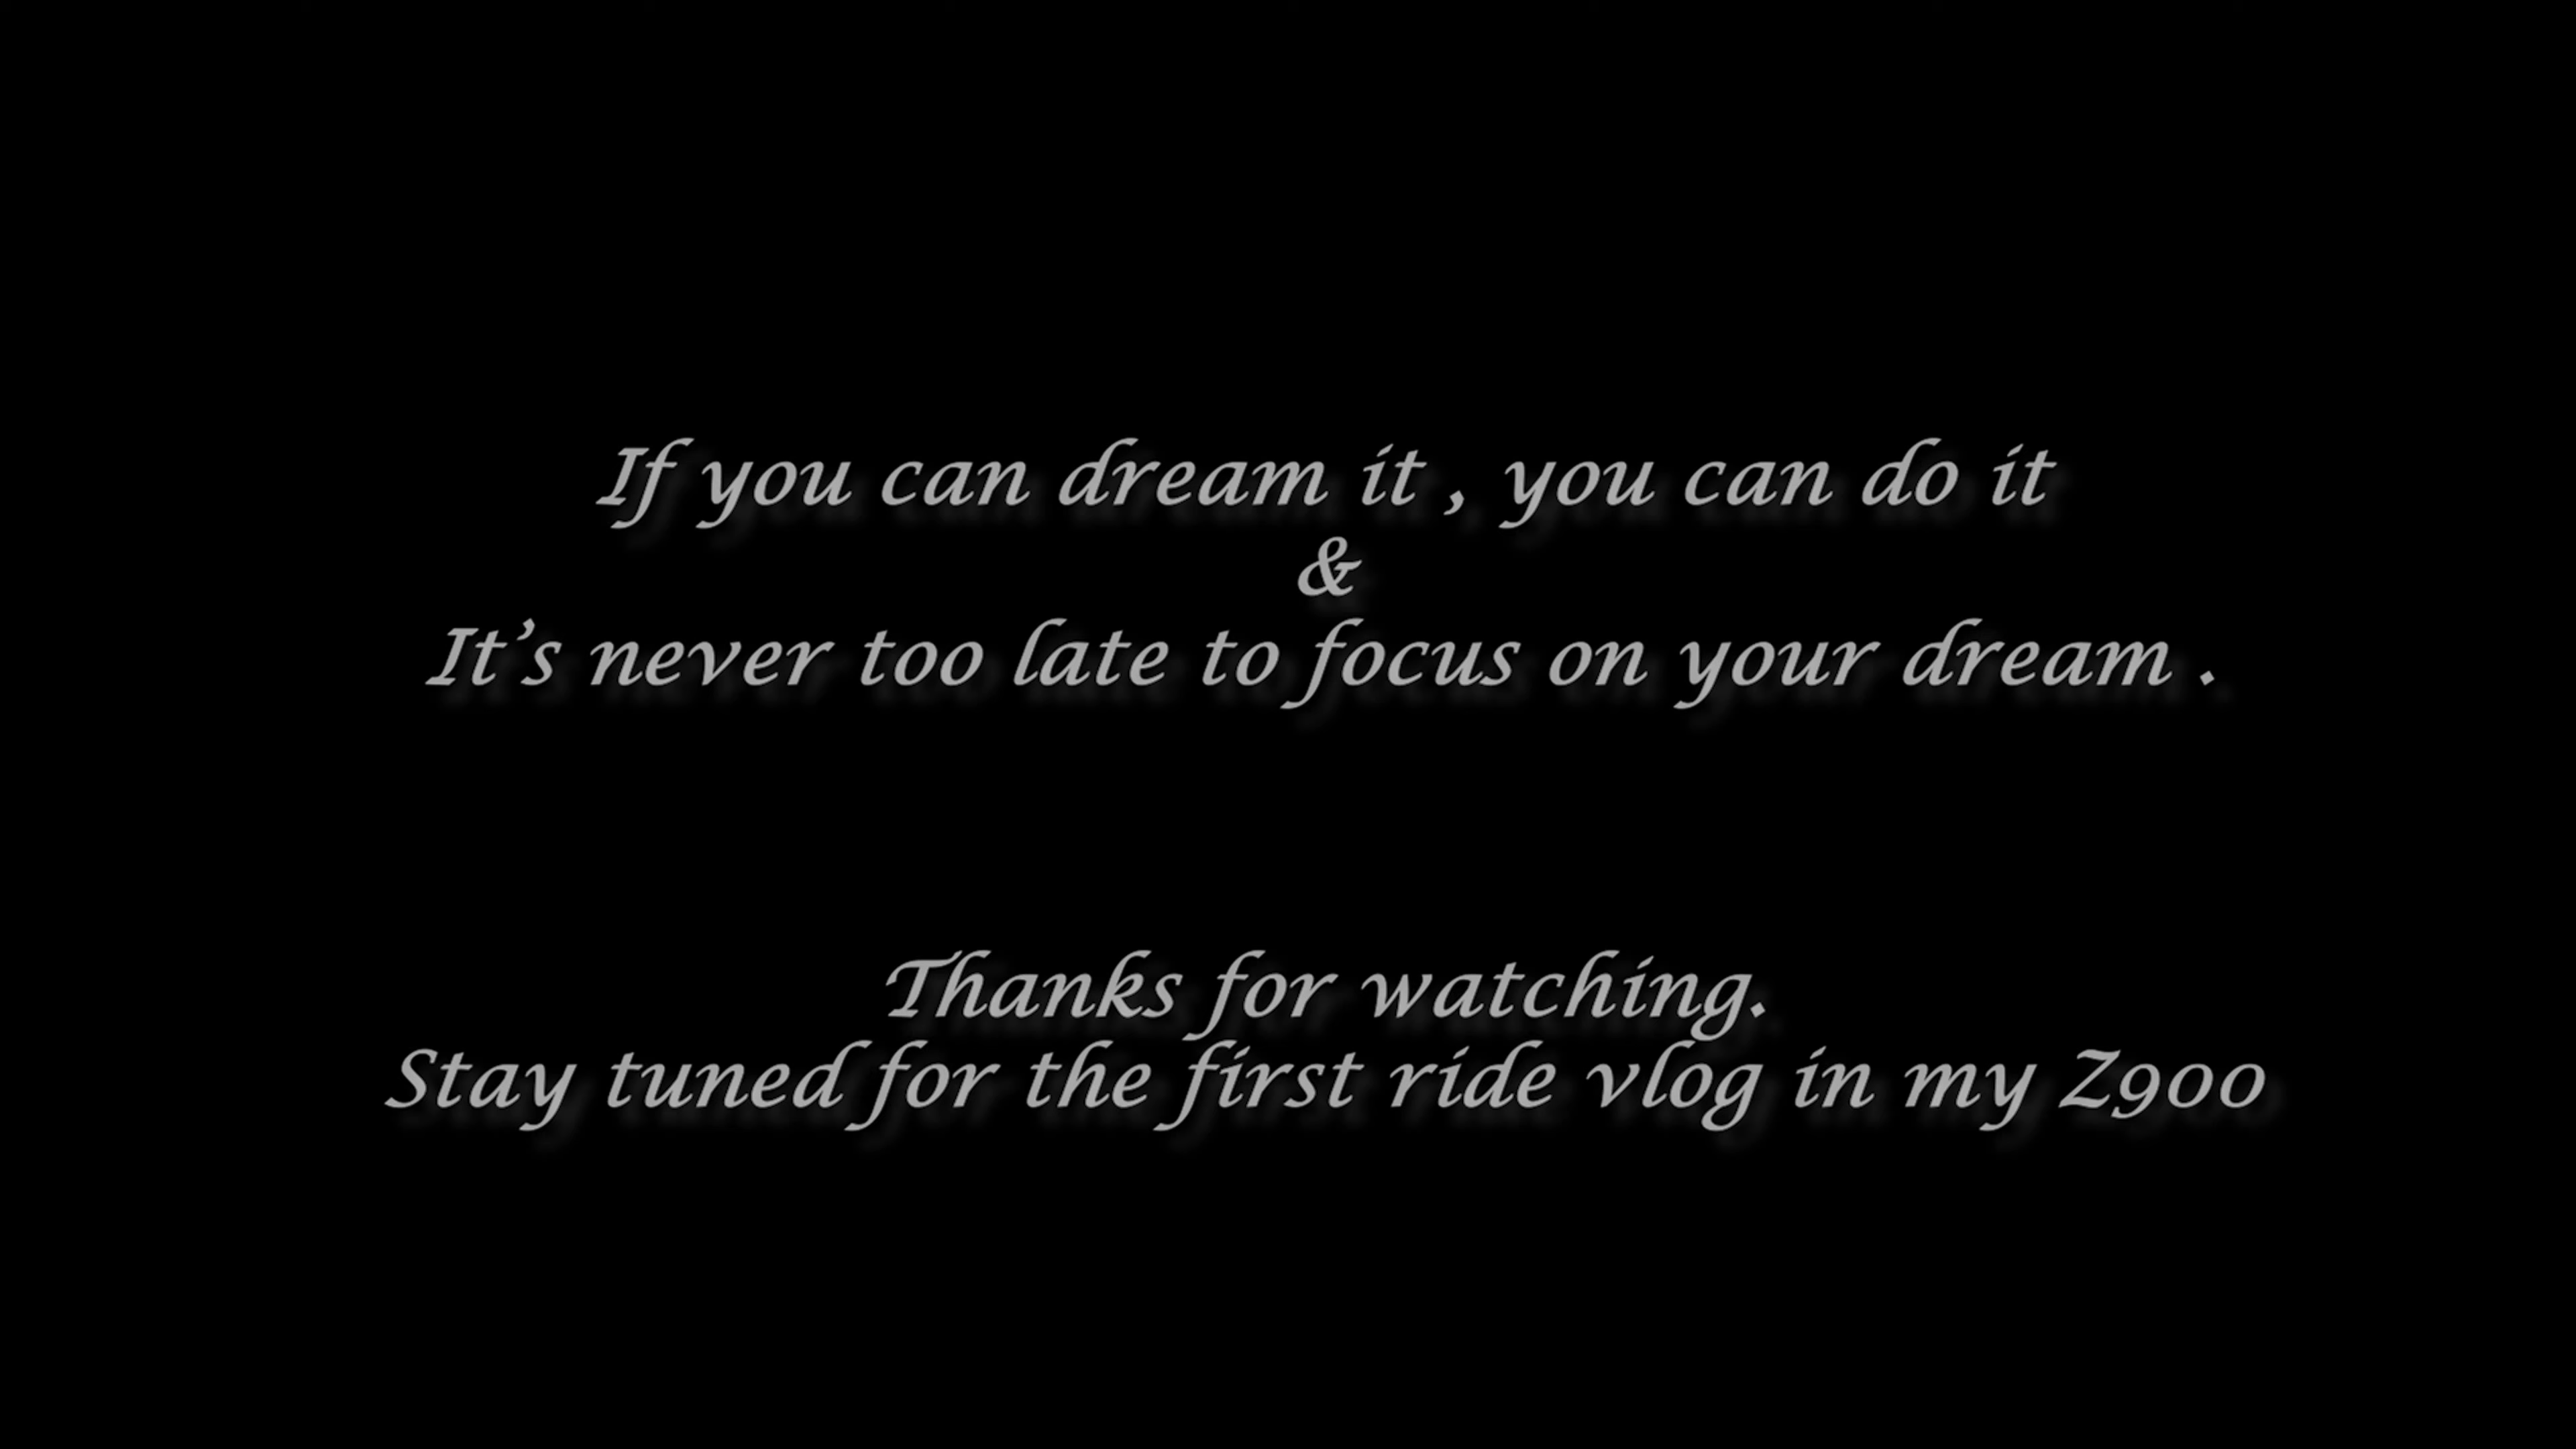 If you can dream it , you can do it
&
It’s never too late to focus on your dream .
Thanks for watching.
Stay tuned for the first ride vlog in my Z900